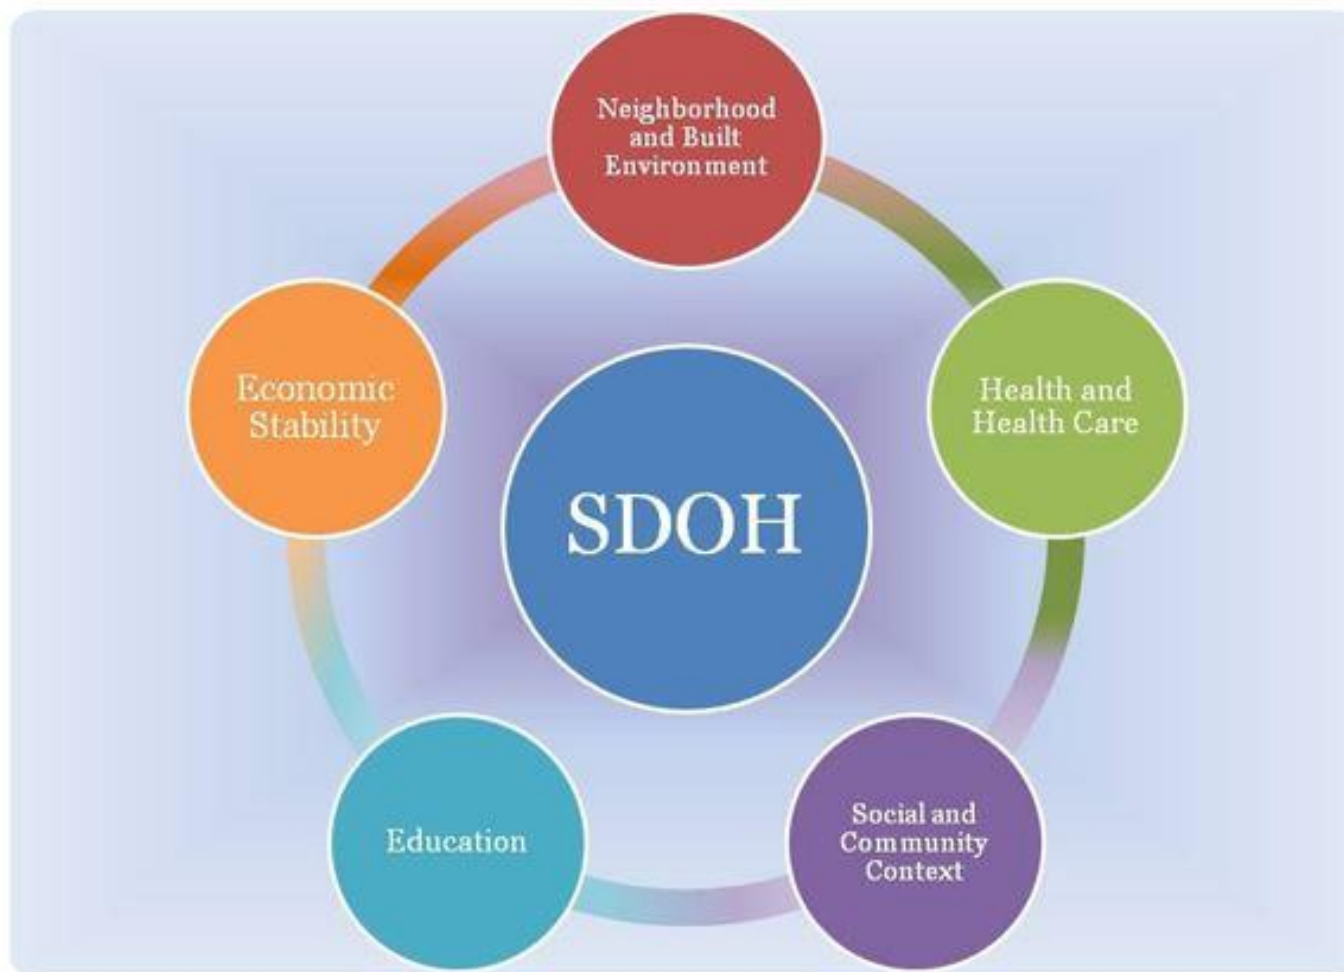 Neighborhood
and Built
Environment
Economic
Stability
Health and
Health Care
SDOH
Education
Social and
Community
Context